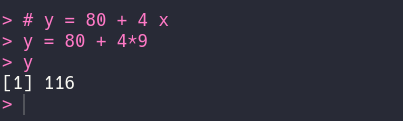 > # y = 80 + 4 x
> y = 80 + 4*9
> y
[1] 116
>